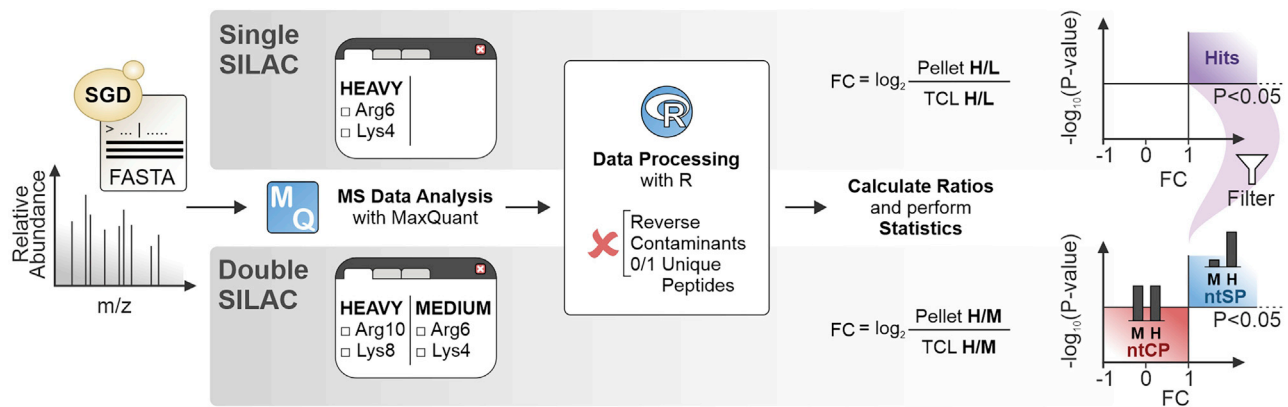 SGD
> ... | .....
FASTA
Relative
Abundance
m/z
Single
SILAC
HEAVY
□ Arg6
□ Lys4
M
Q
MS Data Analysis
with MaxQuant
Double
SILAC
HEAVY
□ Arg10
□ Lys8
MEDIUM
□ Arg6
□ Lys4
R
Data Processing
with R
Reverse
Contaminants
0/1 Unique
Peptides
FC = log2 Pellet H/L
TCL H/L
Calculate Ratios
and perform
Statistics
FC = log2 Pellet H/M
TCL H/M
-log10(P-value)
Hits
P<0.05
-1 0 1
FC
Filter
-log10(P-value)
M H
ntSP
P<0.05
M H
ntCP
-1 0 1
FC